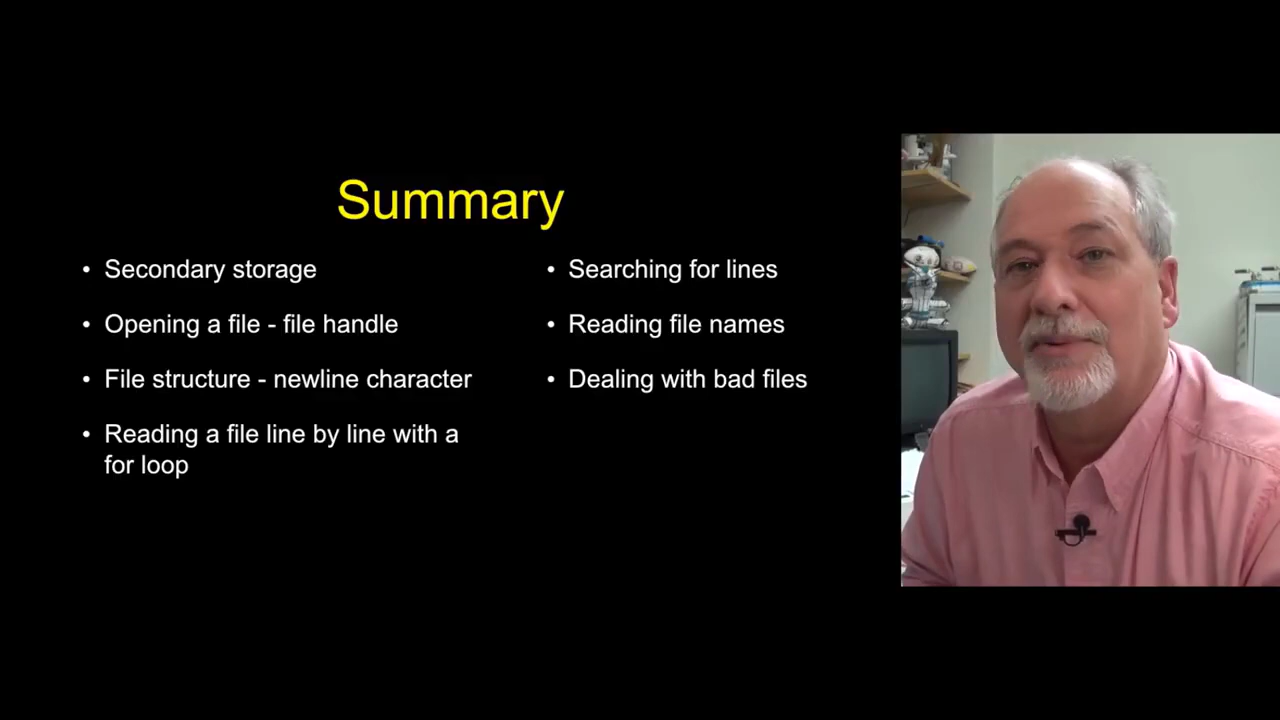 Summary
• Secondary storage
• Opening a file - file handle
• File structure - newline character
• Reading a file line by line with a
for loop
• Searching for lines
• Reading file names
• Dealing with bad files